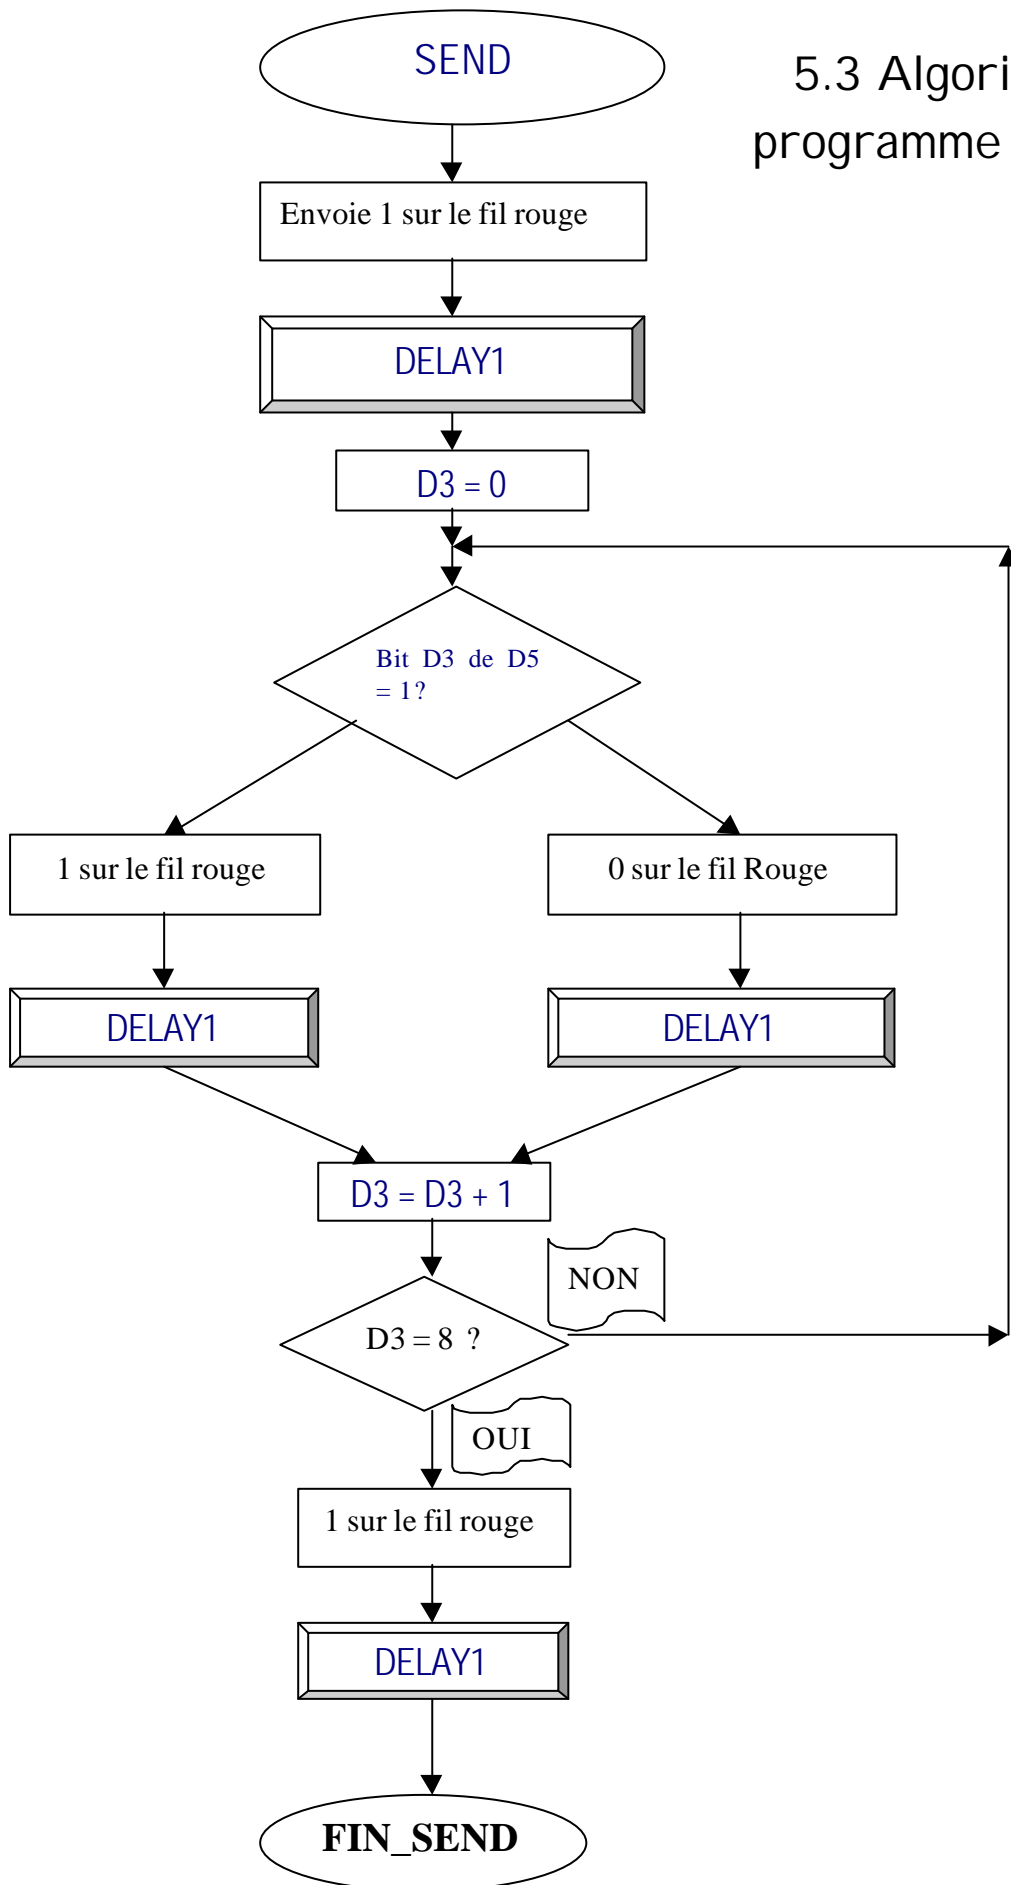 SEND
5.3 Algori
programme
Envoie 1 sur le fil rouge
DELAY1
D3 = 0
Bit D3 de D5
= 1?
1 sur le fil rouge
0 sur le fil Rouge
DELAY1
DELAY1
D3 = D3 + 1
NON
D3 = 8 ?
OUI
1 sur le fil rouge
DELAY1
FIN_SEND